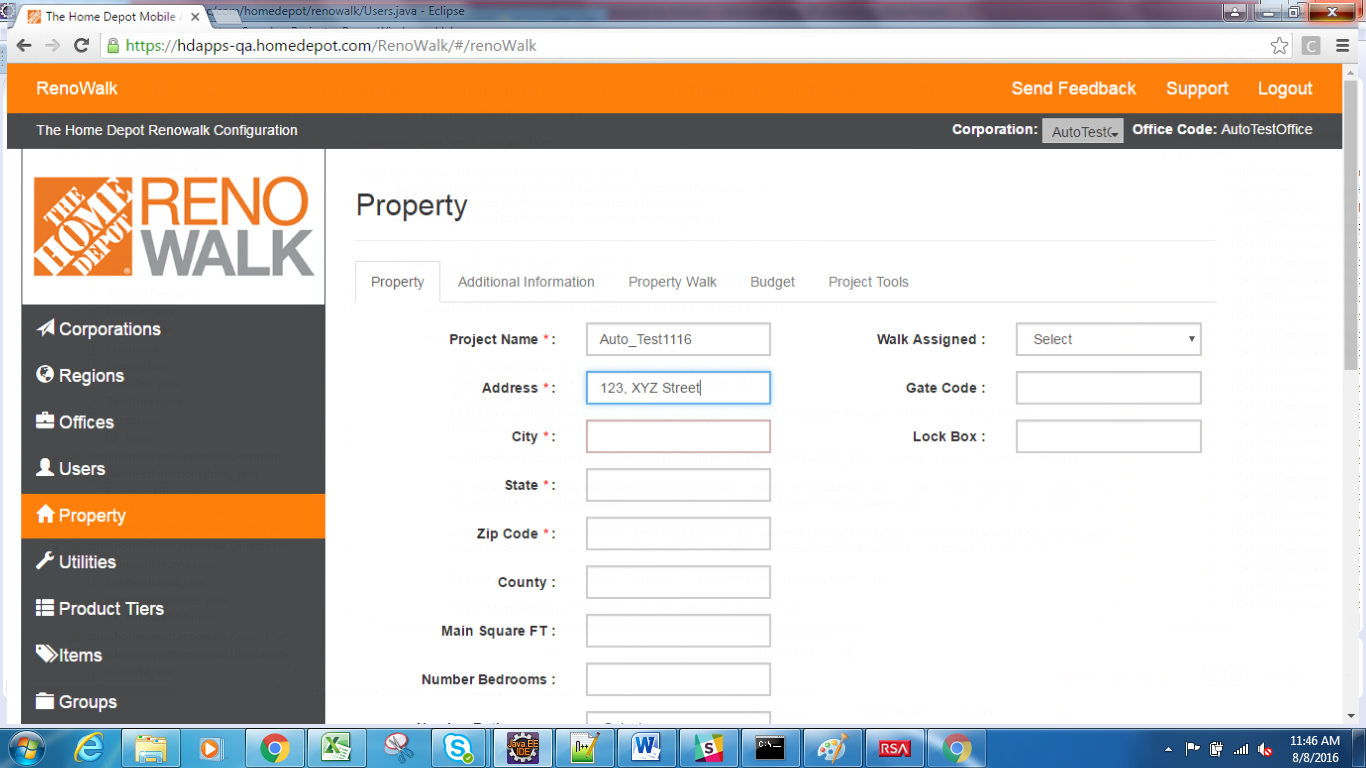 The Home Depot Mobile
com/homedepot/renowalk/Users.java - Eclipse
https://hdapps-qa.homedepot.com/RenoWalk/#/renoWalk
RenoWalk Send Feedback Support Logout
The Home Depot Renowalk Configuration Corporation: AutoTestC Office Code: AutoTestOffice
THE HOME DEPOT RENO WALK
Corporations
Regions
Offices
Users
Property
Utilities
Product Tiers
Items
Groups
Property
Property Additional Information Property Walk Budget Project Tools
Project Name * : Auto_Test1116 Walk Assigned : Select
Address * : 123, XYZ Street Gate Code :
City * : Lock Box :
State * :
Zip Code * :
County :
Main Square FT :
Number Bedrooms :
Java EE IDE
RSA
11:46 AM
8/8/2016